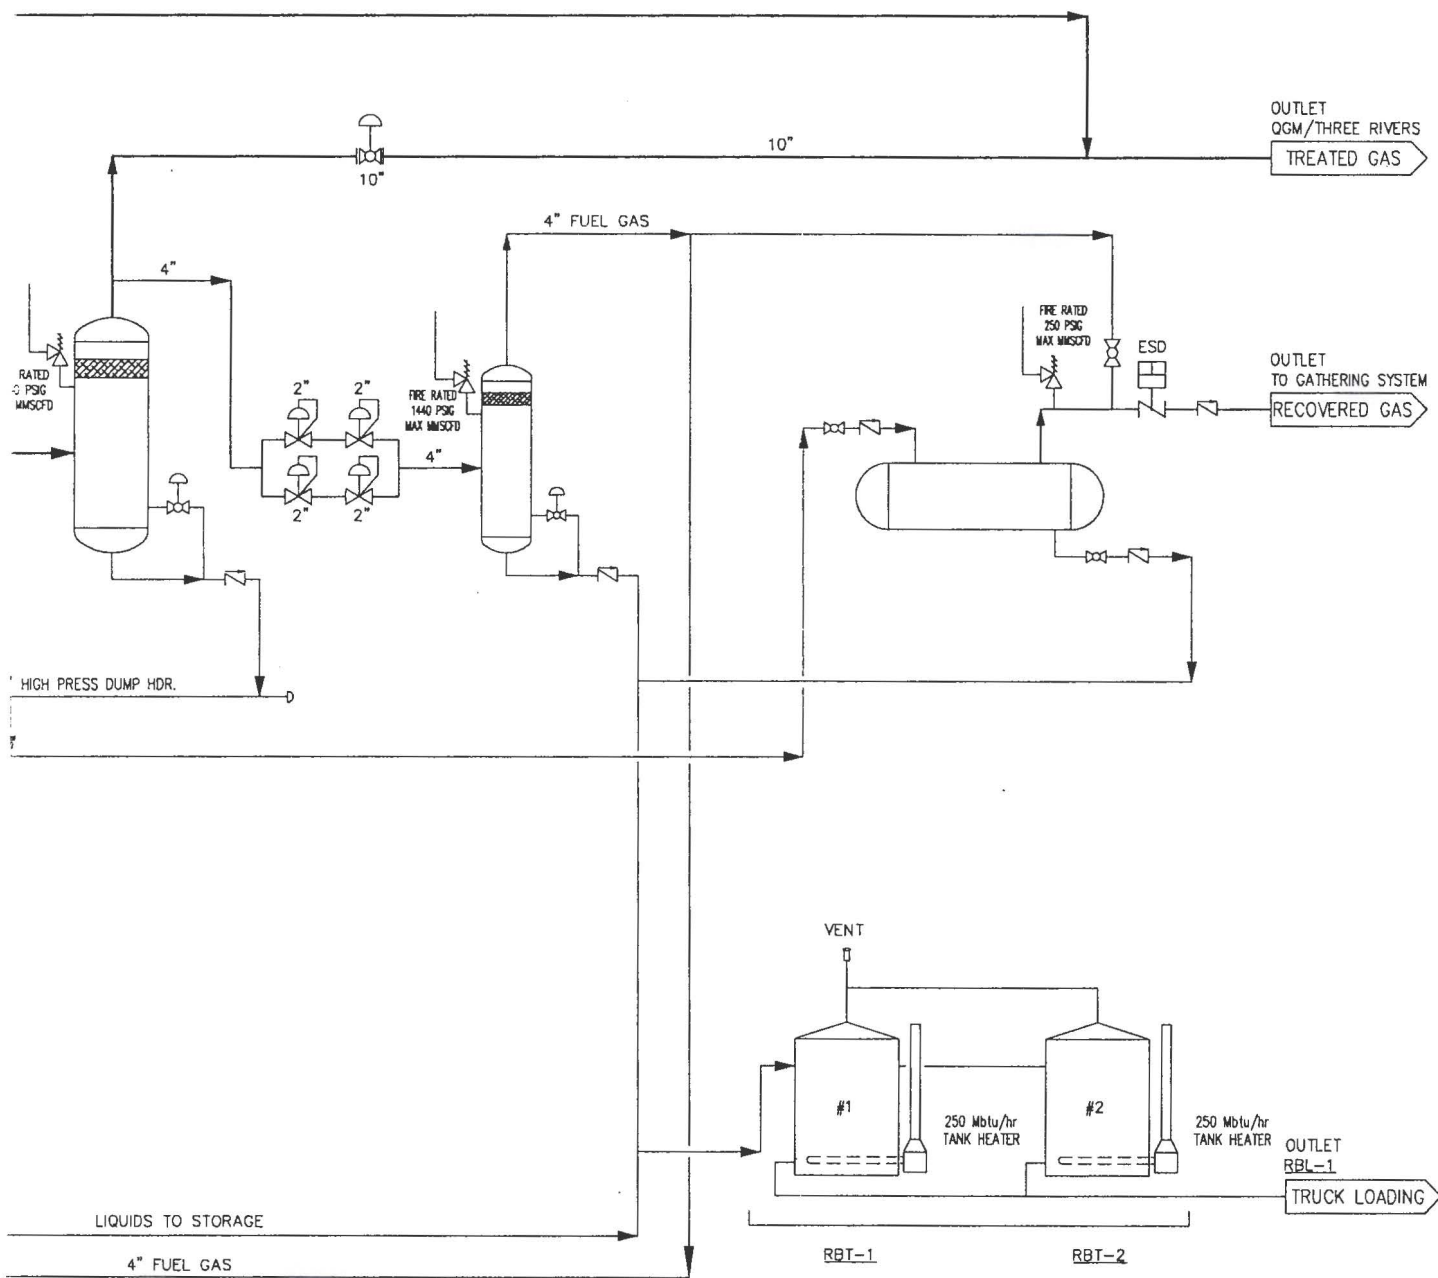 OUTLET
QGM/THREE RIVERS
TREATED GAS
10"
10"
4" FUEL GAS
4"
FIRE RATED
250 PSIG
MAX MMSCFD
ESD
OUTLET
TO GATHERING SYSTEM
RECOVERED GAS
RATED
PSIG
MMSCFD
2" 2"
FIRE RATED
1440 PSIG
MAX MMSCFD
4"
2" 2"
HIGH PRESS DUMP HDR.
VENT
#1
#2
250 Mbtu/hr
TANK HEATER
250 Mbtu/hr
TANK HEATER
OUTLET
RBL-1
TRUCK LOADING
LIQUIDS TO STORAGE
4" FUEL GAS
RBT-1
RBT-2